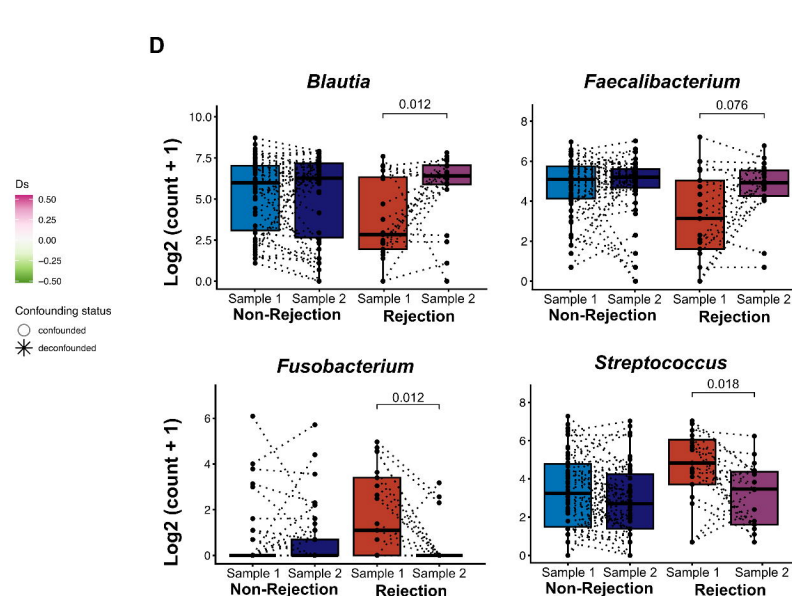 D
Blautia
Faecalibacterium
0.012
0.076
10.0
7.5
5.0
2.5
0.0
Log2 (count + 1)
8
6
4
2
0
Sample 1 Sample 2 Sample 1 Sample 2
Non-Rejection Rejection
Sample 1 Sample 2 Sample 1 Sample 2
Non-Rejection Rejection
Ds
0.50
0.25
0.00
−0.25
−0.50
Confounding status
confounded
deconfounded
Fusobacterium
Streptococcus
0.012
0.018
6
4
2
0
Log2 (count + 1)
8
6
4
2
0
Sample 1 Sample 2 Sample 1 Sample 2
Non-Rejection Rejection
Sample 1 Sample 2 Sample 1 Sample 2
Non-Rejection Rejection